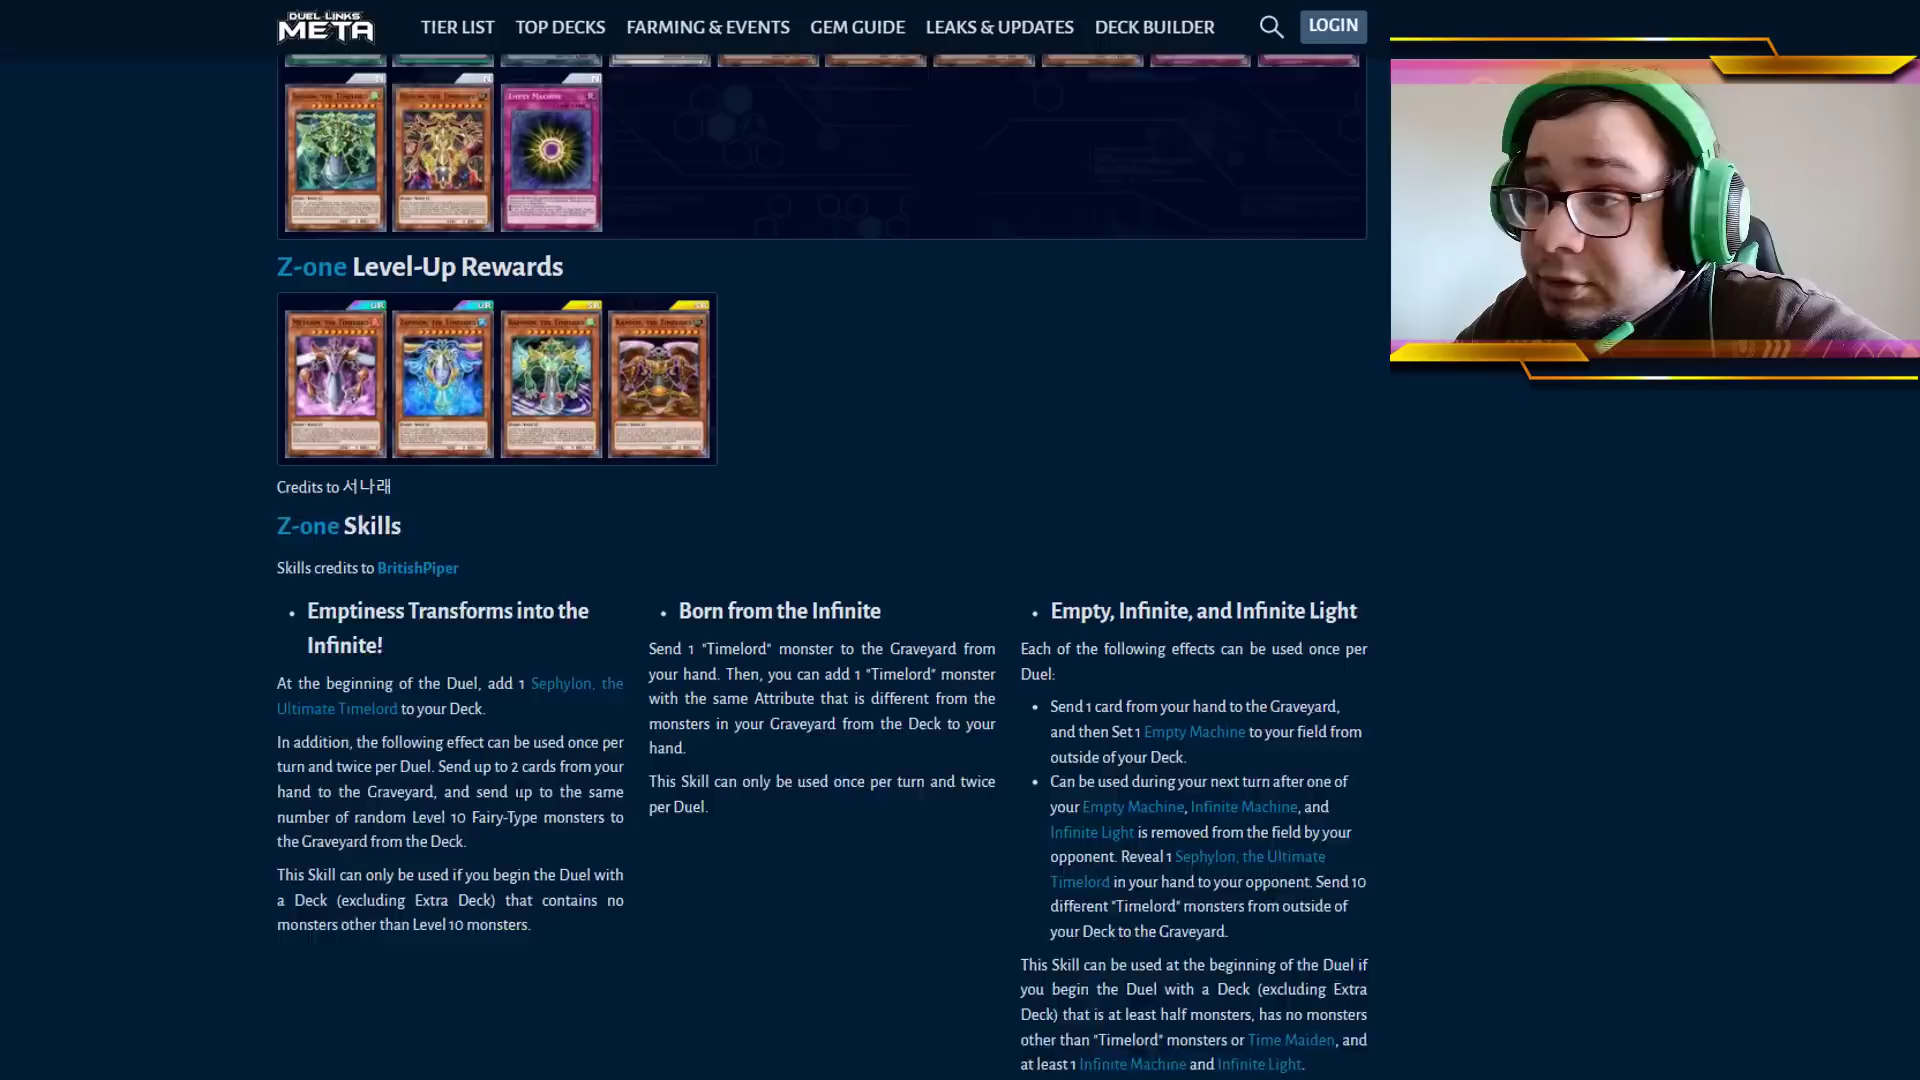 DUEL LINKS
META
TIER LIST
TOP DECKS
FARMING & EVENTS
GEM GUIDE
LEAKS & UPDATES
DECK BUILDER
LOGIN
N
N
N
EMPTY MACHINE
Z-one Level-Up Rewards
UR
UR
SR
SR
Credits to 서나래
Z-one Skills
Skills credits to BritishPiper
• Emptiness Transforms into the
Infinite!
At the beginning of the Duel, add 1 Sephylon, the
Ultimate Timelord to your Deck.
In addition, the following effect can be used once per
turn and twice per Duel. Send up to 2 cards from your
hand to the Graveyard, and send up to the same
number of random Level 10 Fairy-Type monsters to
the Graveyard from the Deck.
This Skill can only be used if you begin the Duel with
a Deck (excluding Extra Deck) that contains no
monsters other than Level 10 monsters.
• Born from the Infinite
Send 1 "Timelord" monster to the Graveyard from
your hand. Then, you can add 1 "Timelord" monster
with the same Attribute that is different from the
monsters in your Graveyard from the Deck to your
hand.
This Skill can only be used once per turn and twice
per Duel.
• Empty, Infinite, and Infinite Light
Each of the following effects can be used once per
Duel:
• Send 1 card from your hand to the Graveyard,
and then Set 1 Empty Machine to your field from
outside of your Deck.
• Can be used during your next turn after one of
your Empty Machine, Infinite Machine, and
Infinite Light is removed from the field by your
opponent. Reveal 1 Sephylon, the Ultimate
Timelord in your hand to your opponent. Send 10
different "Timelord" monsters from outside of
your Deck to the Graveyard.
This Skill can be used at the beginning of the Duel if
you begin the Duel with a Deck (excluding Extra
Deck) that is at least half monsters, has no monsters
other than "Timelord" monsters or Time Maiden, and
at least 1 Infinite Machine and Infinite Light.